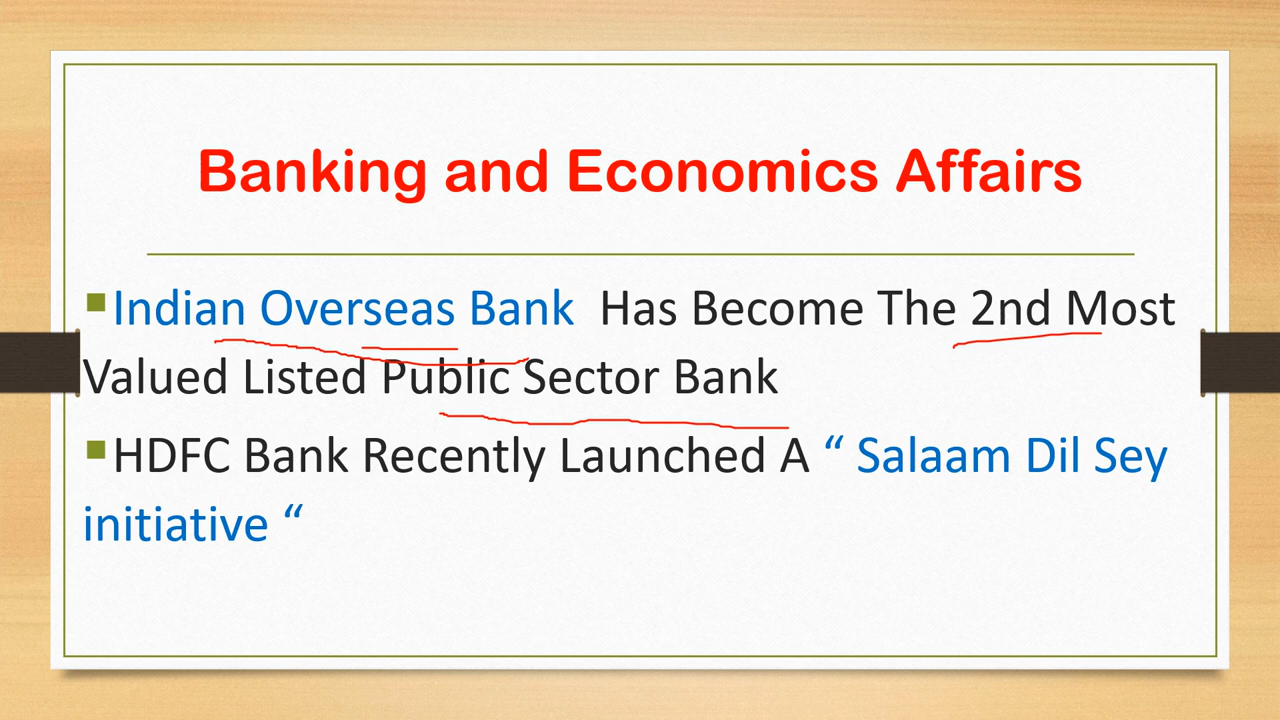 Banking and Economics Affairs
▪Indian Overseas Bank  Has Become The 2nd Most
Valued Listed Public Sector Bank
▪HDFC Bank Recently Launched A “ Salaam Dil Sey
initiative “